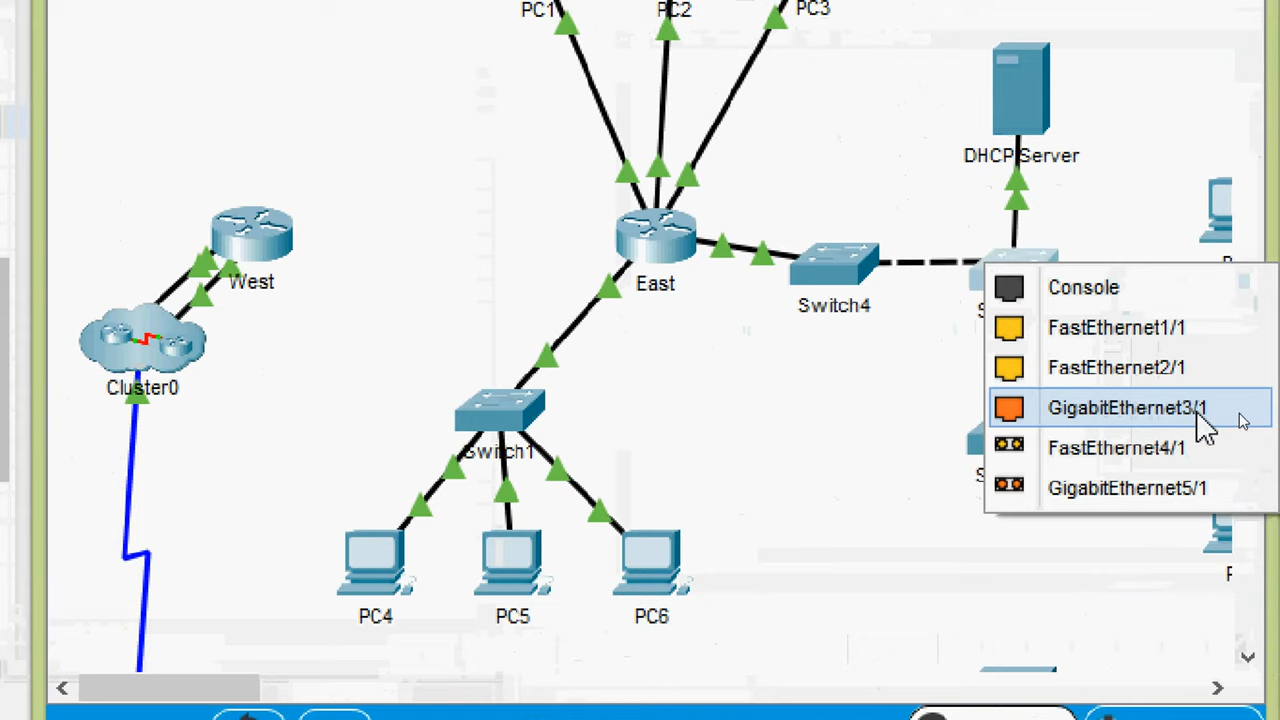 PC1
PC2
PC3
DHCP Server
West
East
Switch4
Cluster0
Switch1
PC4
PC5
PC6
Console
FastEthernet1/1
FastEthernet2/1
GigabitEthernet3/1
FastEthernet4/1
GigabitEthernet5/1